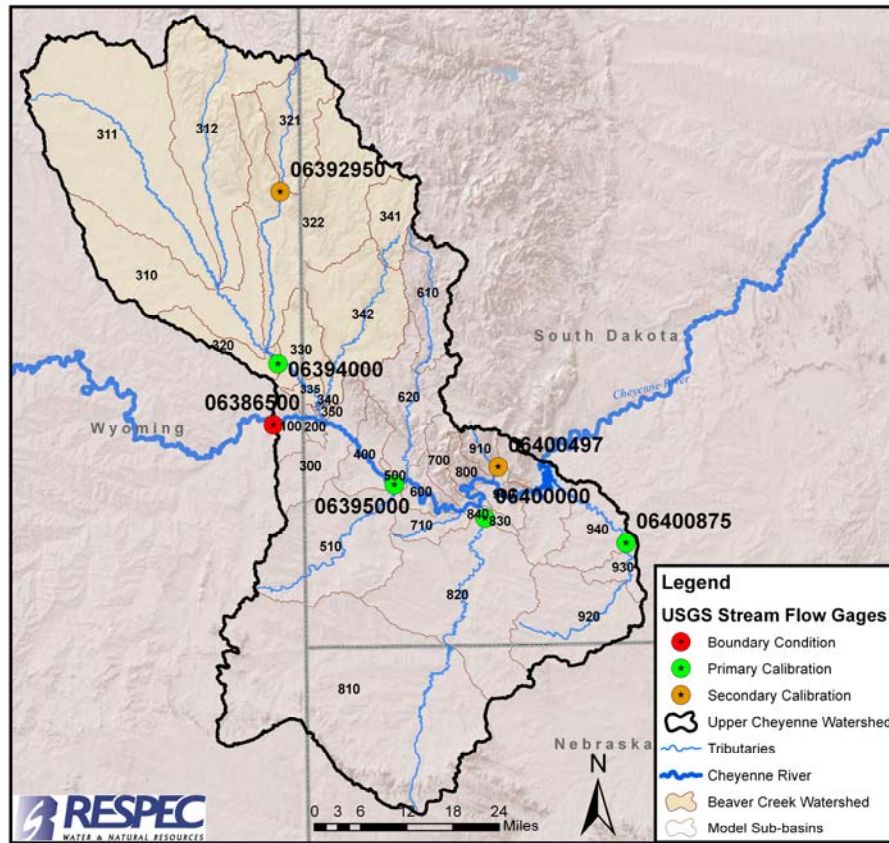 321
312
311
06392950
322
341
310
610
342
South Dakota
320
330
06394000
335
340
350
Cheyenne River
06386500
620
Wyoming
100
200
910
06400497
400
700
300
800
500
600
06400000
06395000
840
830
710
940
06400875
510
930
820
920
810
Nebraska
Legend
USGS Stream Flow Gages
Boundary Condition
Primary Calibration
Secondary Calibration
Upper Cheyenne Watershed
Tributaries
Cheyenne River
Beaver Creek Watershed
Model Sub-basins
N
0 3 6 12 18 24
Miles
RESPEC
WATER & NATURAL RESOURCES